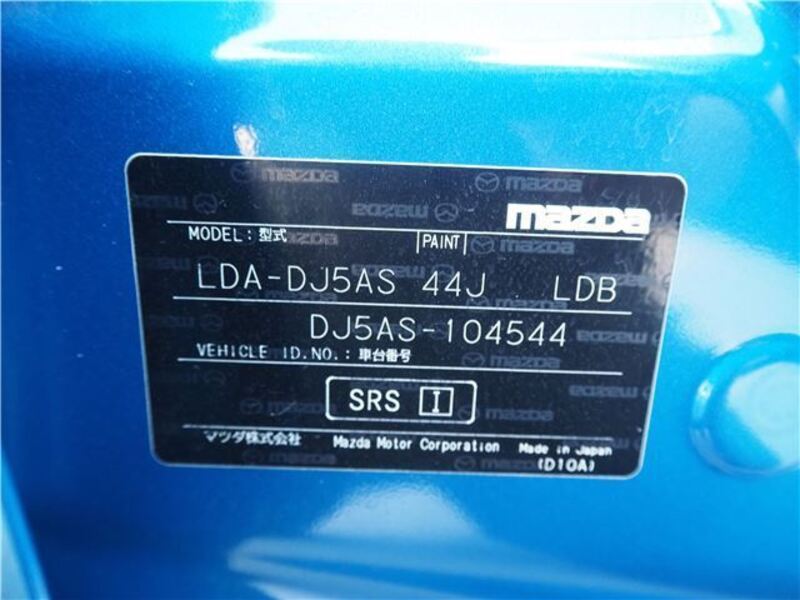 mazda
MODEL:型式 PAINT
LDA-DJ5AS 44J LDB
DJ5AS-104544
VEHICLE ID.NO.:車台番号
SRS I
マツダ株式会社 Mazda Motor Corporation Made in Japan
(D10A)